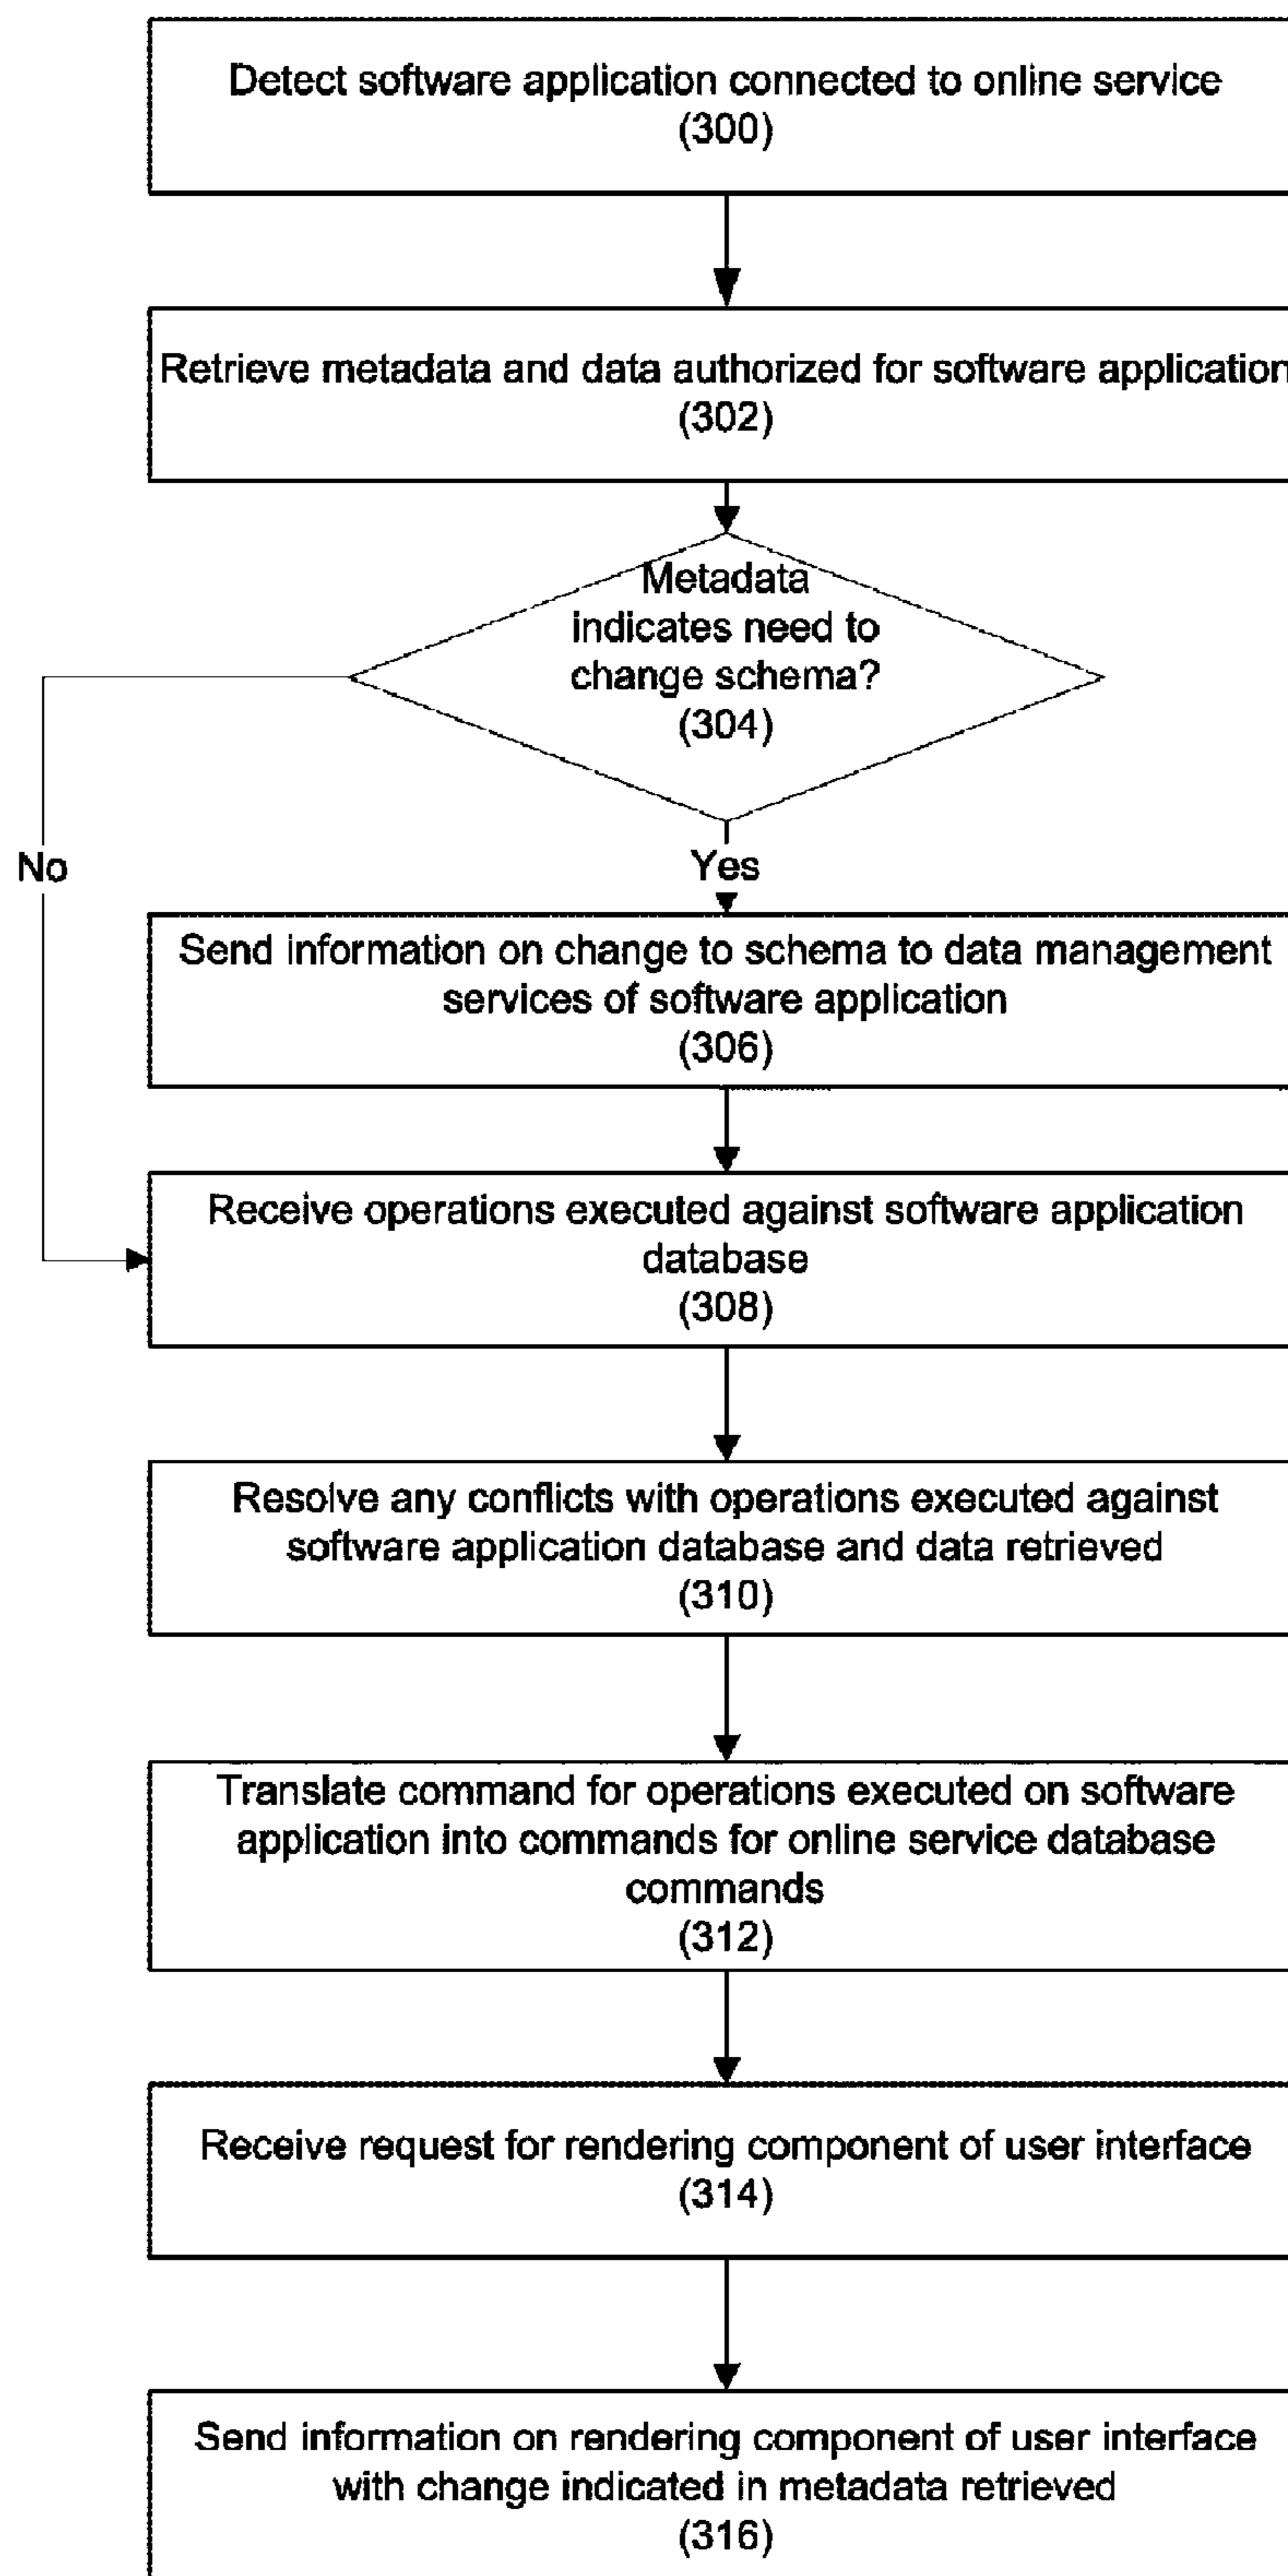 Detect software application connected to online service
(300)
Retrieve metadata and data authorized for software application
(302)
Metadata
indicates need to
change schema?
(304)
No
Yes
Send information on change to schema to data management
services of software application
(306)
Receive operations executed against software application
database
(308)
Resolve any conflicts with operations executed against
software application database and data retrieved
(310)
Translate command for operations executed on software
application into commands for online service database
commands
(312)
Receive request for rendering component of user interface
(314)
Send information on rendering component of user interface
with change indicated in metadata retrieved
(316)